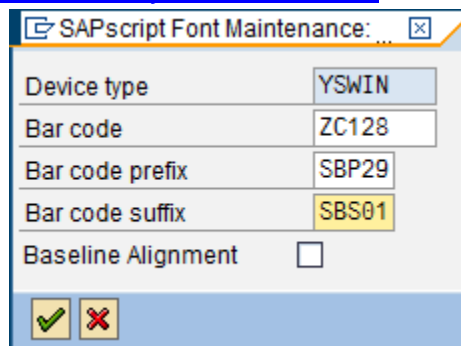 SAPscript Font Maintenance: ...
Device type YSWIN
Bar code ZC128
Bar code prefix SBP29
Bar code suffix SBS01
Baseline Alignment